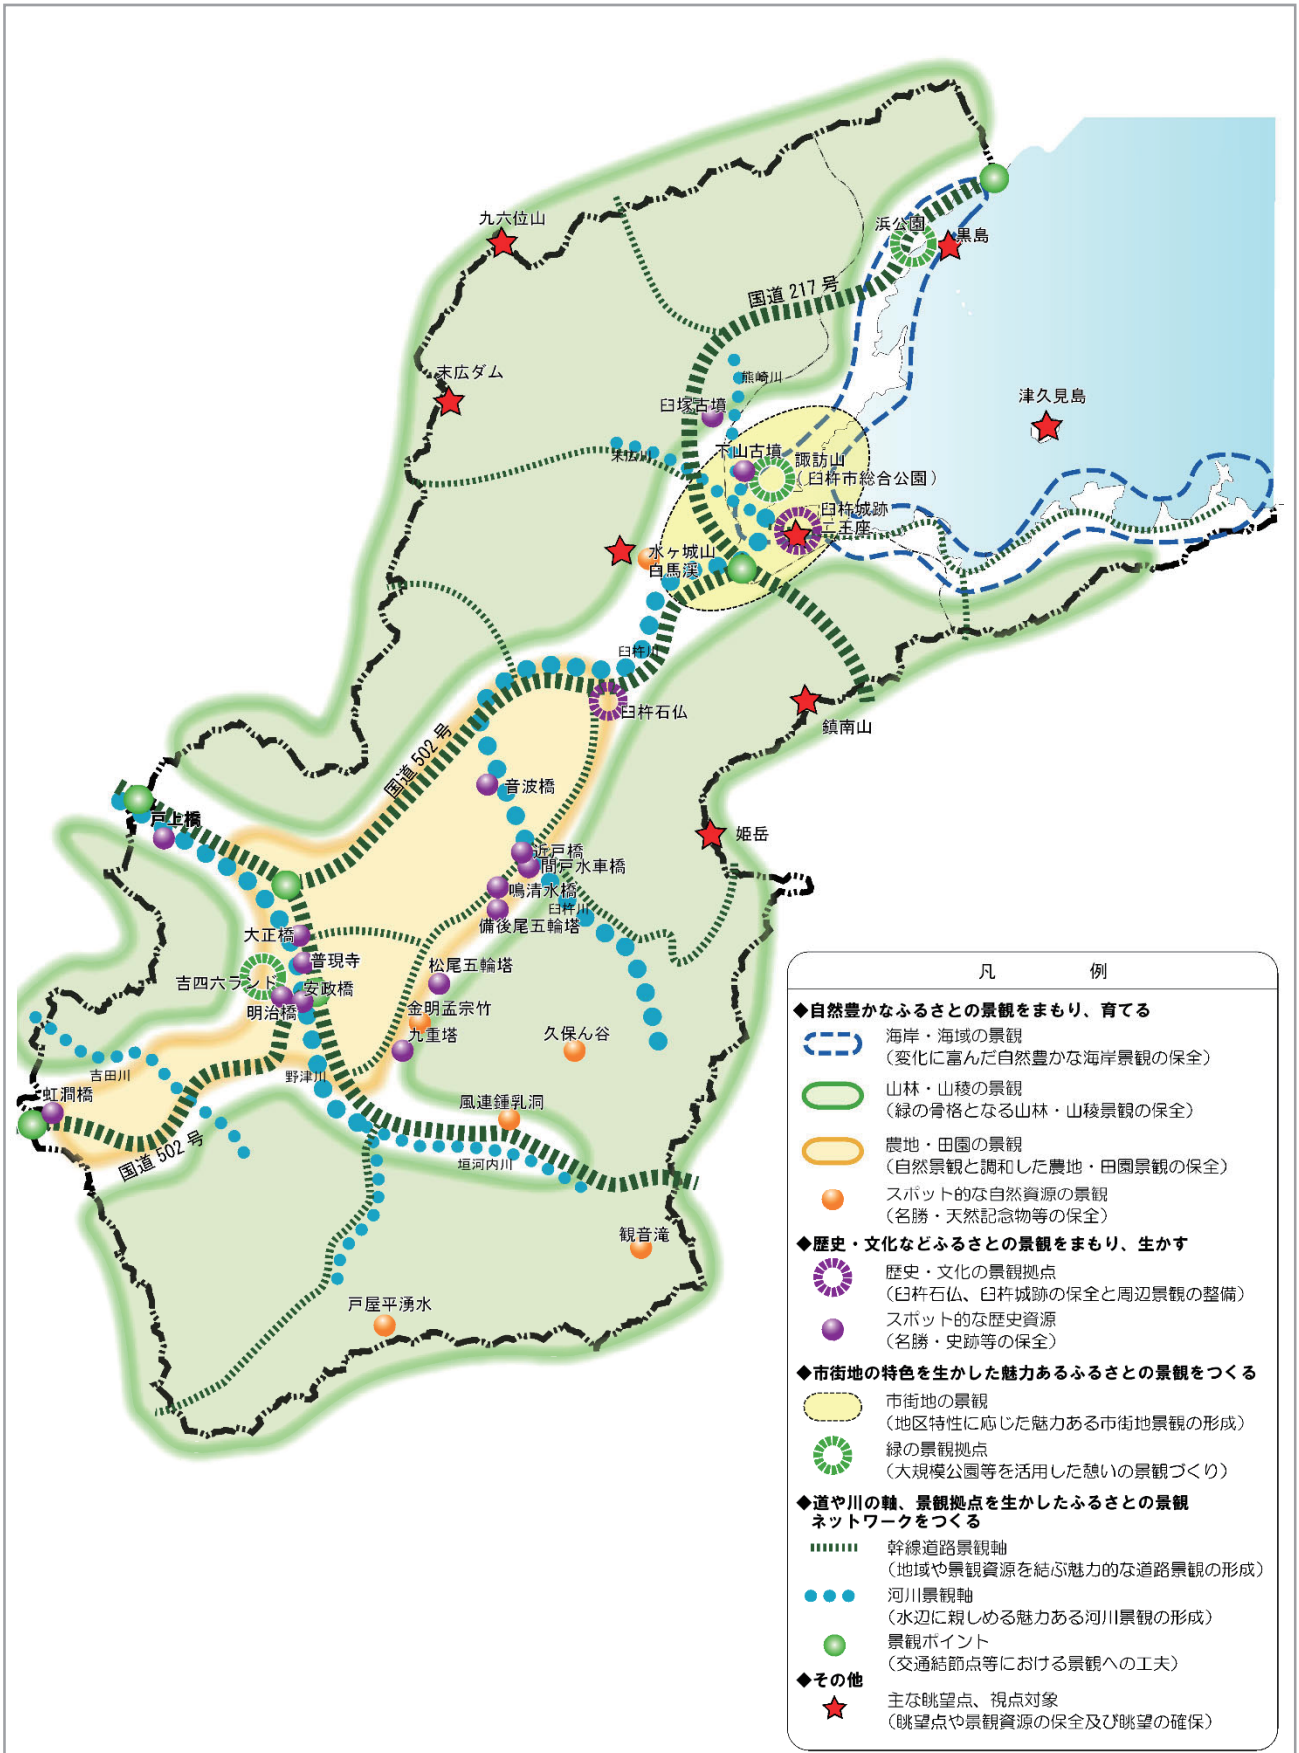 九六位山
浜公園
黒島
国道 217 号
末広ダム
熊崎川
臼塚古墳
津久見島
末広川
下山古墳
諏訪山
（臼杵市総合公園）
臼杵城跡
二王座
水ヶ城山
白馬渓
臼杵川
臼杵石仏
鎮南山
国道 502 号
音波橋
戸上橋
姫岳
近戸橋
間戸水車橋
鳴清水橋
臼杵川
備後尾五輪塔
大正橋
普現寺
松尾五輪塔
吉四六ランド
安政橋
明治橋
金明孟宗竹
九重塔
久保ん谷
吉田川
野津川
虹澗橋
風連鍾乳洞
国道 502 号
垣河内川
観音滝
戸屋平湧水
凡　　例
◆自然豊かなふるさとの景観をまもり、育てる
海岸・海域の景観
（変化に富んだ自然豊かな海岸景観の保全）
山林・山稜の景観
（緑の骨格となる山林・山稜景観の保全）
農地・田園の景観
（自然景観と調和した農地・田園景観の保全）
スポット的な自然資源の景観
（名勝・天然記念物等の保全）
◆歴史・文化などふるさとの景観をまもり、生かす
歴史・文化の景観拠点
（臼杵石仏、臼杵城跡の保全と周辺景観の整備）
スポット的な歴史資源
（名勝・史跡等の保全）
◆市街地の特色を生かした魅力あるふるさとの景観をつくる
市街地の景観
（地区特性に応じた魅力ある市街地景観の形成）
緑の景観拠点
（大規模公園等を活用した憩いの景観づくり）
◆道や川の軸、景観拠点を生かしたふるさとの景観
ネットワークをつくる
幹線道路景観軸
（地域や景観資源を結ぶ魅力的な道路景観の形成）
河川景観軸
（水辺に親しめる魅力ある河川景観の形成）
景観ポイント
（交通結節点等における景観への工夫）
◆その他
主な眺望点、視点対象
（眺望点や景観資源の保全及び眺望の確保）